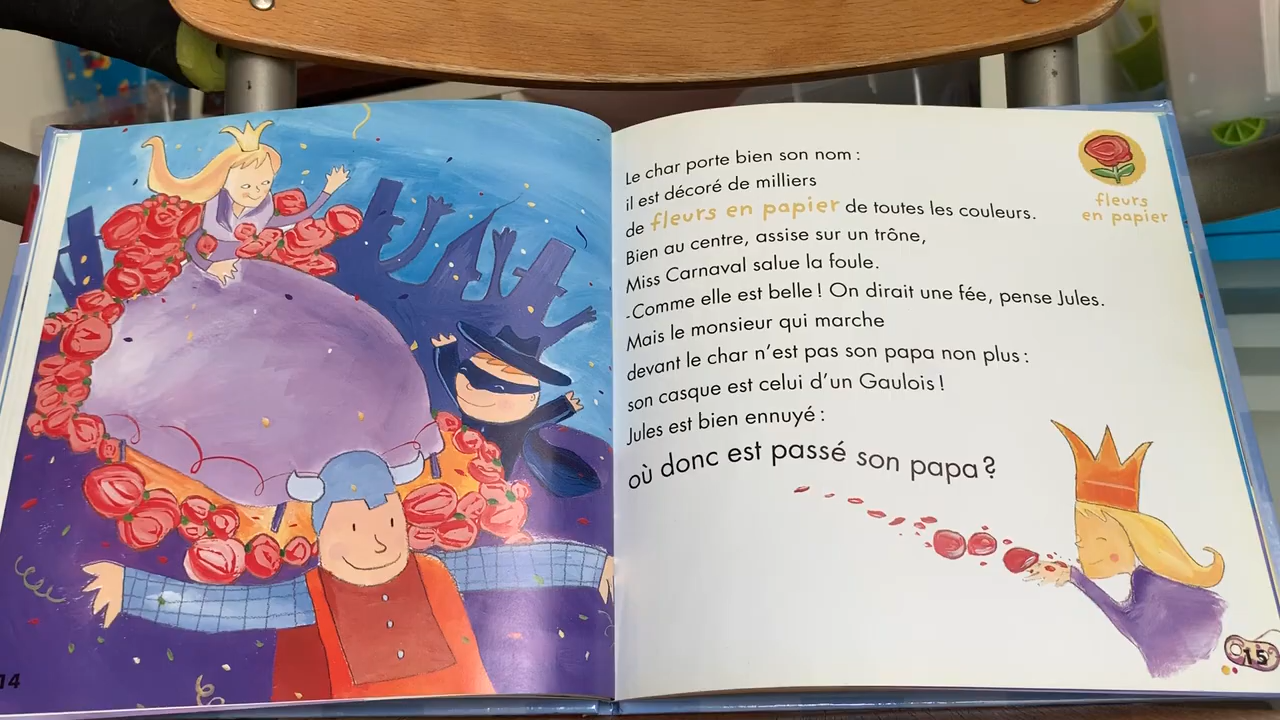 Le char porte bien son nom :
il est décoré de milliers
de fleurs en papier de toutes les couleurs.
Bien au centre, assise sur un trône,
Miss Carnaval salue la foule.
-Comme elle est belle ! On dirait une fée, pense Jules.
Mais le monsieur qui marche
devant le char n'est pas son papa non plus :
son casque est celui d'un Gaulois !
Jules est bien ennuyé :
où donc est passé son papa ?
fleurs
en papier
14
15